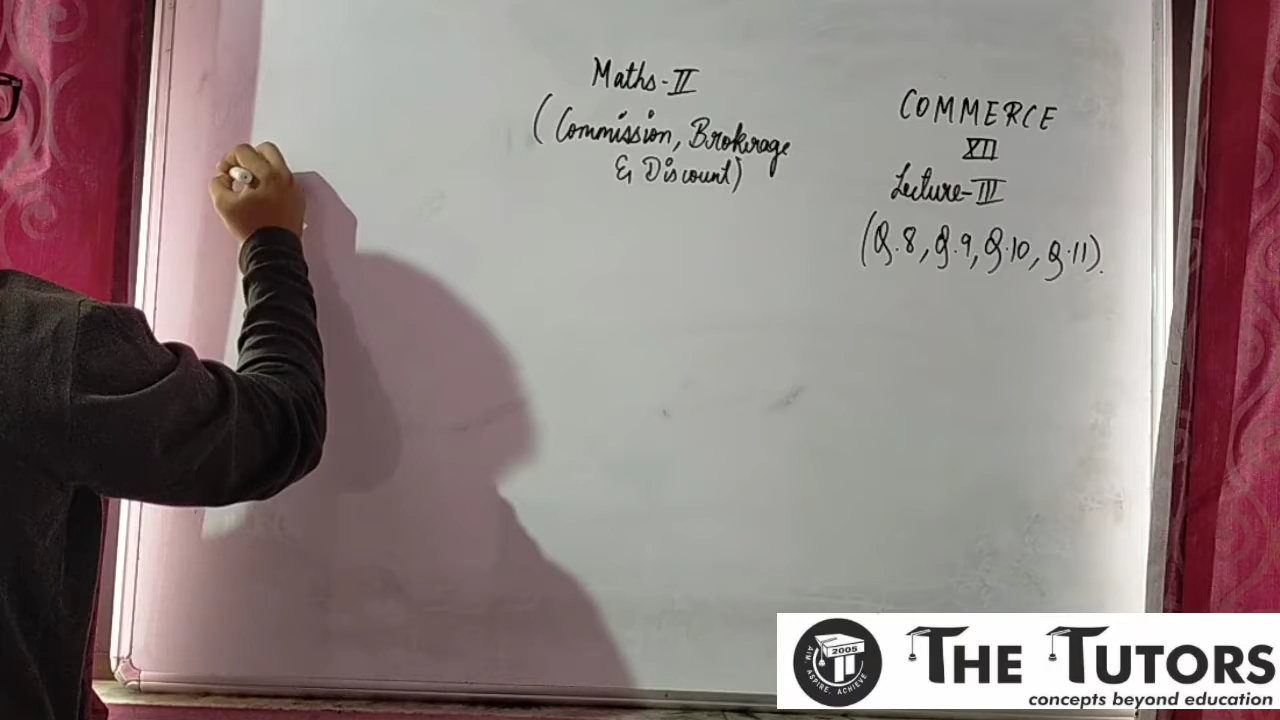 Maths-II
(Commission, Brokerage
& Discount)
COMMERCE
XII
Lecture-III
(Q.8, Q.9, Q.10, Q.11).
2005
AIM, ASPIRE, ACHIEVE
THE TUTORS
concepts beyond education